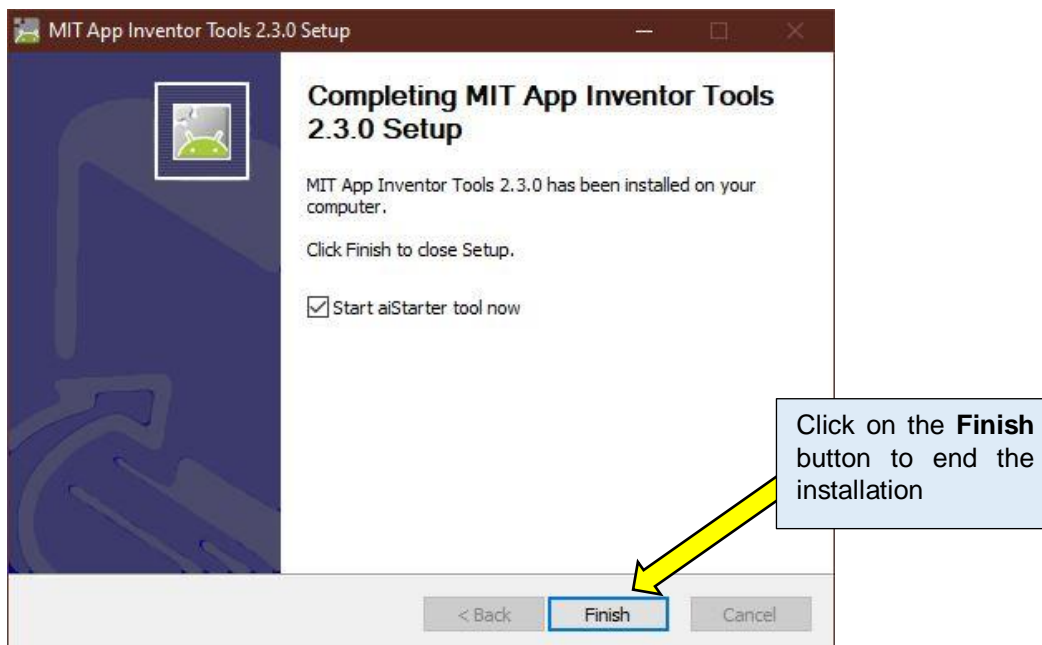 MIT App Inventor Tools 2.3.0 Setup
Completing MIT App Inventor Tools
2.3.0 Setup
MIT App Inventor Tools 2.3.0 has been installed on your
computer.
Click Finish to close Setup.
Start aiStarter tool now
Click on the Finish
button to end the
installation
< Back Finish Cancel